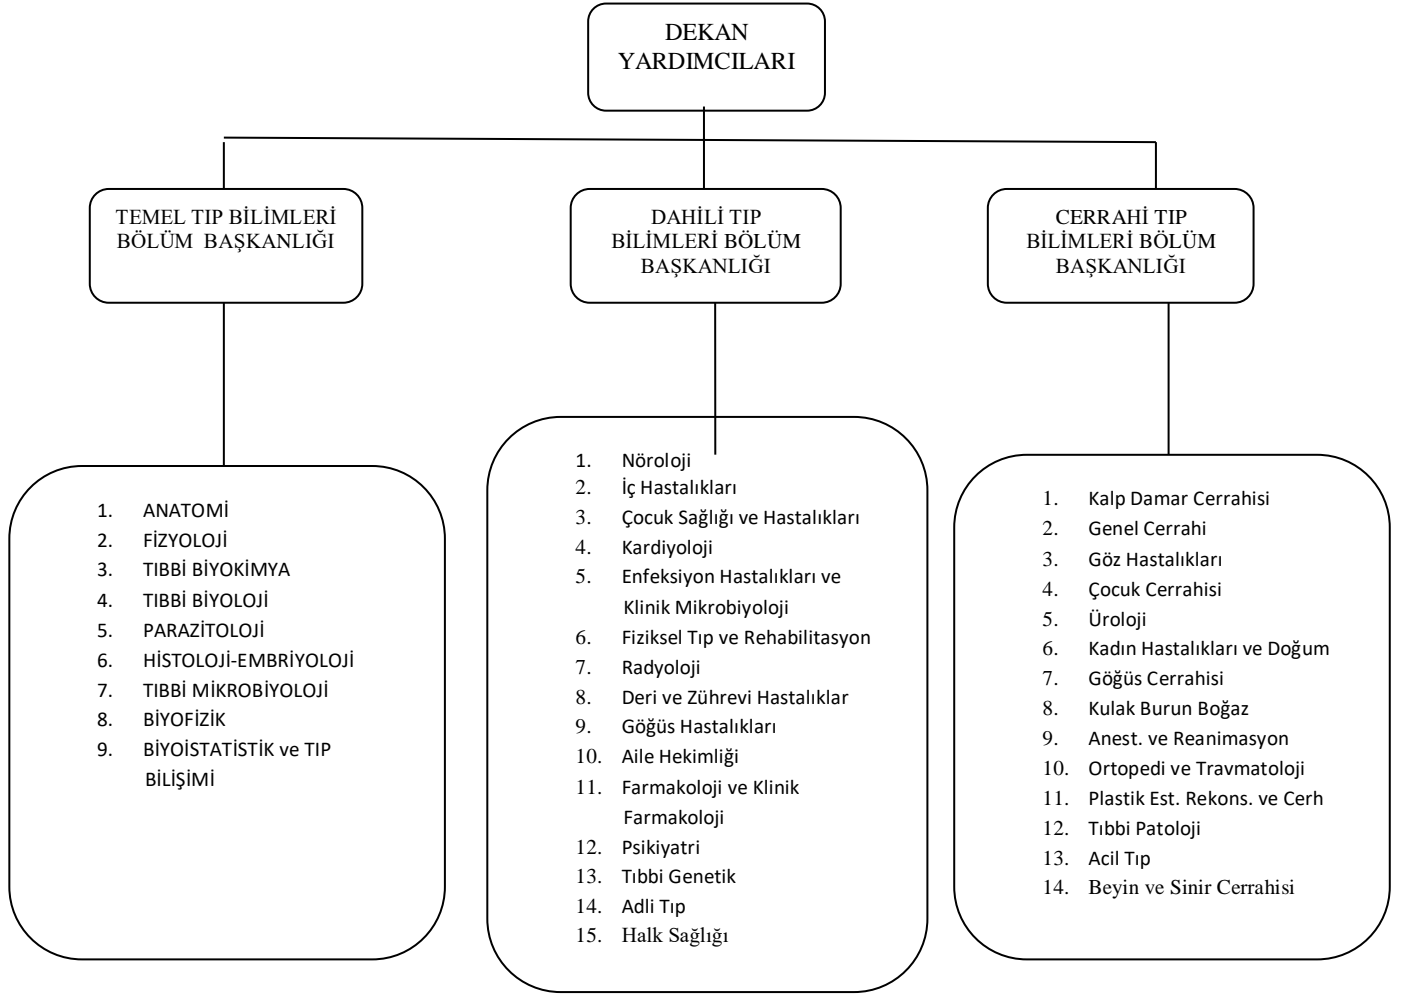 DEKAN
YARDIMCILARI
TEMEL TIP BİLİMLERİ
BÖLÜM BAŞKANLIĞI
DAHİLİ TIP
BİLİMLERİ BÖLÜM
BAŞKANLIĞI
CERRAHİ TIP
BİLİMLERİ BÖLÜM
BAŞKANLIĞI
1. ANATOMİ
2. FİZYOLOJİ
3. TIBBİ BİYOKİMYA
4. TIBBİ BİYOLOJİ
5. PARAZİTOLOJİ
6. HİSTOLOJİ-EMBRİYOLOJİ
7. TIBBİ MİKROBİYOLOJİ
8. BİYOFİZİK
9. BİYOİSTATİSTİK ve TIP
BİLİŞİMİ
1. Nöroloji
2. İç Hastalıkları
3. Çocuk Sağlığı ve Hastalıkları
4. Kardiyoloji
5. Enfeksiyon Hastalıkları ve
Klinik Mikrobiyoloji
6. Fiziksel Tıp ve Rehabilitasyon
7. Radyoloji
8. Deri ve Zührevi Hastalıklar
9. Göğüs Hastalıkları
10. Aile Hekimliği
11. Farmakoloji ve Klinik
Farmakoloji
12. Psikiyatri
13. Tıbbi Genetik
14. Adli Tıp
15. Halk Sağlığı
1. Kalp Damar Cerrahisi
2. Genel Cerrahi
3. Göz Hastalıkları
4. Çocuk Cerrahisi
5. Üroloji
6. Kadın Hastalıkları ve Doğum
7. Göğüs Cerrahisi
8. Kulak Burun Boğaz
9. Anest. ve Reanimasyon
10. Ortopedi ve Travmatoloji
11. Plastik Est. Rekons. ve Cerh
12. Tıbbi Patoloji
13. Acil Tıp
14. Beyin ve Sinir Cerrahisi